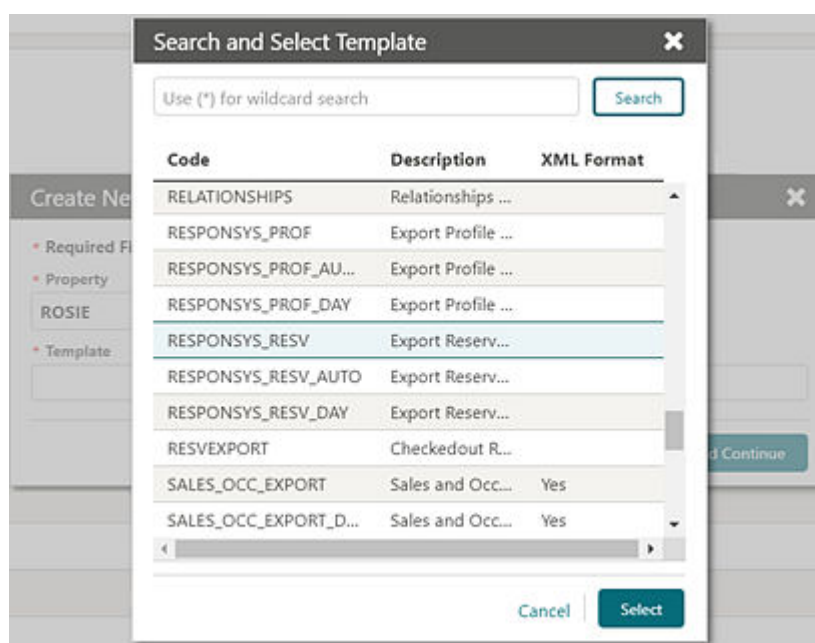 Search and Select Template
Use (*) for wildcard search
Search
Code Description XML Format
RELATIONSHIPS Relationships ...
RESPONSYS_PROF Export Profile ...
RESPONSYS_PROF_AU... Export Profile ...
RESPONSYS_PROF_DAY Export Profile ...
RESPONSYS_RESV Export Reserv...
RESPONSYS_RESV_AUTO Export Reserv...
RESPONSYS_RESV_DAY Export Reserv...
RESVEXPORT Checkedout R...
SALES_OCC_EXPORT Sales and Occ... Yes
SALES_OCC_EXPORT_D... Sales and Occ... Yes
Cancel Select
Create Ne
* Required Fi
* Property
ROSIE
* Template
d Continue